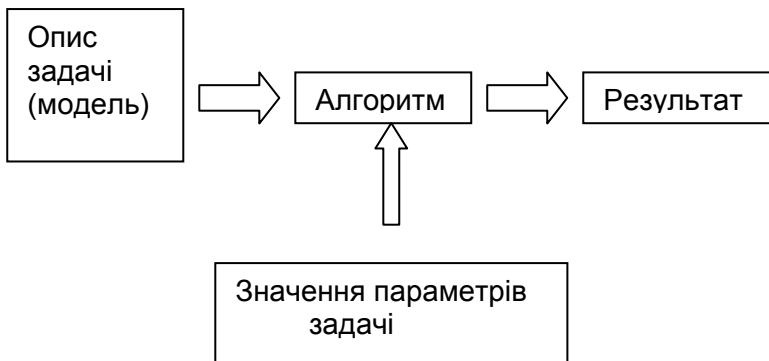 Опис
задачі
(модель)
Алгоритм
Результат
Значення параметрів
задачі